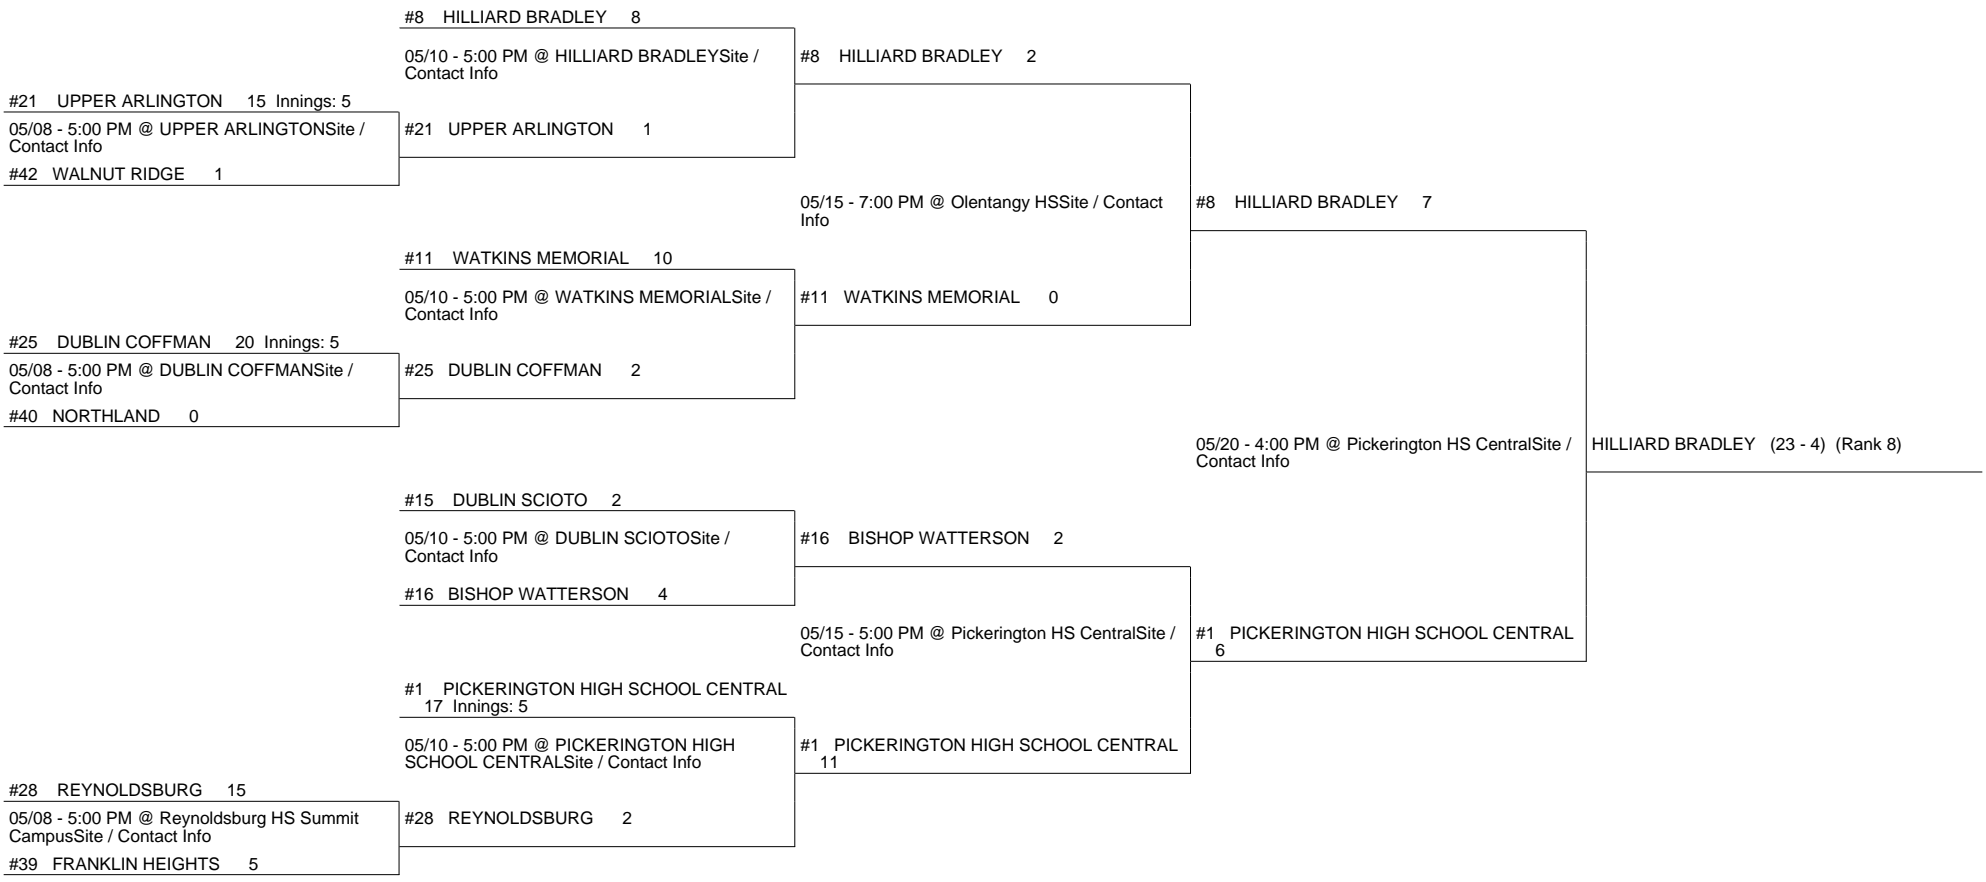 #8 HILLIARD BRADLEY 8
05/10 - 5:00 PM @ HILLIARD BRADLEYSite /
Contact Info
#8 HILLIARD BRADLEY 2
#21 UPPER ARLINGTON 15 Innings: 5
05/08 - 5:00 PM @ UPPER ARLINGTONSite /
Contact Info
#21 UPPER ARLINGTON 1
#42 WALNUT RIDGE 1
05/15 - 7:00 PM @ Olentangy HSSite / Contact
Info
#8 HILLIARD BRADLEY 7
#11 WATKINS MEMORIAL 10
05/10 - 5:00 PM @ WATKINS MEMORIALSite /
Contact Info
#11 WATKINS MEMORIAL 0
#25 DUBLIN COFFMAN 20 Innings: 5
05/08 - 5:00 PM @ DUBLIN COFFMANSite /
Contact Info
#25 DUBLIN COFFMAN 2
#40 NORTHLAND 0
05/20 - 4:00 PM @ Pickerington HS CentralSite /
Contact Info
HILLIARD BRADLEY (23 - 4) (Rank 8)
#15 DUBLIN SCIOTO 2
05/10 - 5:00 PM @ DUBLIN SCIOTOSite /
Contact Info
#16 BISHOP WATTERSON 2
#16 BISHOP WATTERSON 4
05/15 - 5:00 PM @ Pickerington HS CentralSite /
Contact Info
#1 PICKERINGTON HIGH SCHOOL CENTRAL
6
#1 PICKERINGTON HIGH SCHOOL CENTRAL
17 Innings: 5
05/10 - 5:00 PM @ PICKERINGTON HIGH
SCHOOL CENTRALSite / Contact Info
#1 PICKERINGTON HIGH SCHOOL CENTRAL
11
#28 REYNOLDSBURG 15
05/08 - 5:00 PM @ Reynoldsburg HS Summit
CampusSite / Contact Info
#28 REYNOLDSBURG 2
#39 FRANKLIN HEIGHTS 5